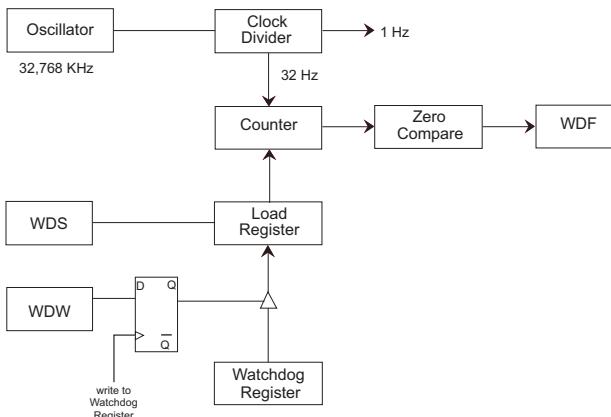 Oscillator
Clock
Divider
1 Hz
32,768 KHz
32 Hz
Counter
Zero
Compare
WDF
WDS
Load
Register
WDW
D
Q
Q
Watchdog
Register
write to
Watchdog
Register